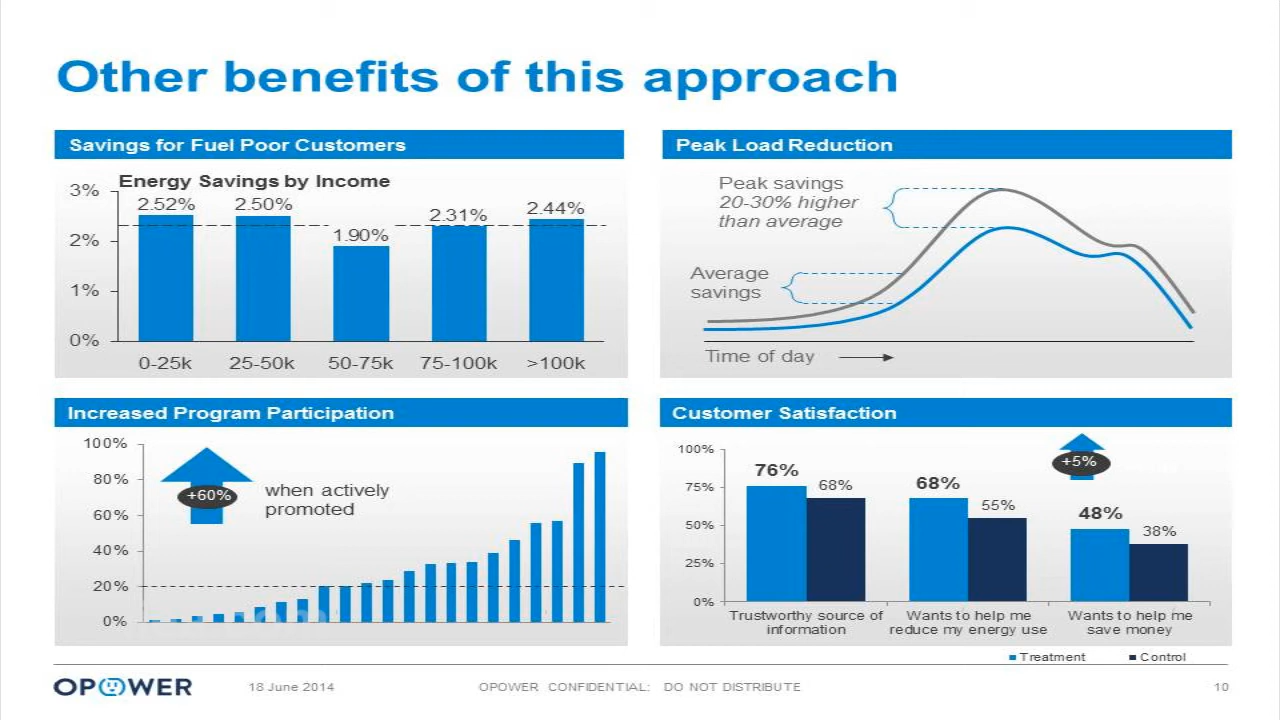 Other benefits of this approach
Savings for Fuel Poor Customers
Energy Savings by Income
3%
2%
1%
0%
2.52%
2.50%
1.90%
2.31%
2.44%
0-25k
25-50k
50-75k
75-100k
>100k
Peak Load Reduction
Peak savings
20-30% higher
than average
Average
savings
Time of day
Increased Program Participation
100%
80%
60%
40%
20%
0%
+60%
when actively
promoted
Customer Satisfaction
+5%
100%
75%
50%
25%
0%
76%
68%
68%
55%
48%
38%
Trustworthy source of
information
Wants to help me
reduce my energy use
Wants to help me
save money
Treatment
Control
OPOWER
18 June 2014
OPOWER CONFIDENTIAL: DO NOT DISTRIBUTE
10